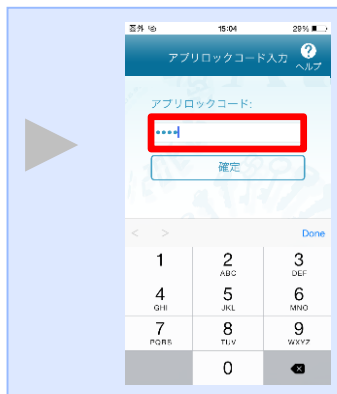 圏外 15:04 29%
アプリロックコード入力 ?
ヘルプ
アプリロックコード:
••••
確定
< > Done
1 2 3
ABC DEF
4 5 6
GHI JKL MNO
7 8 9
PQRS TUV WXYZ
0